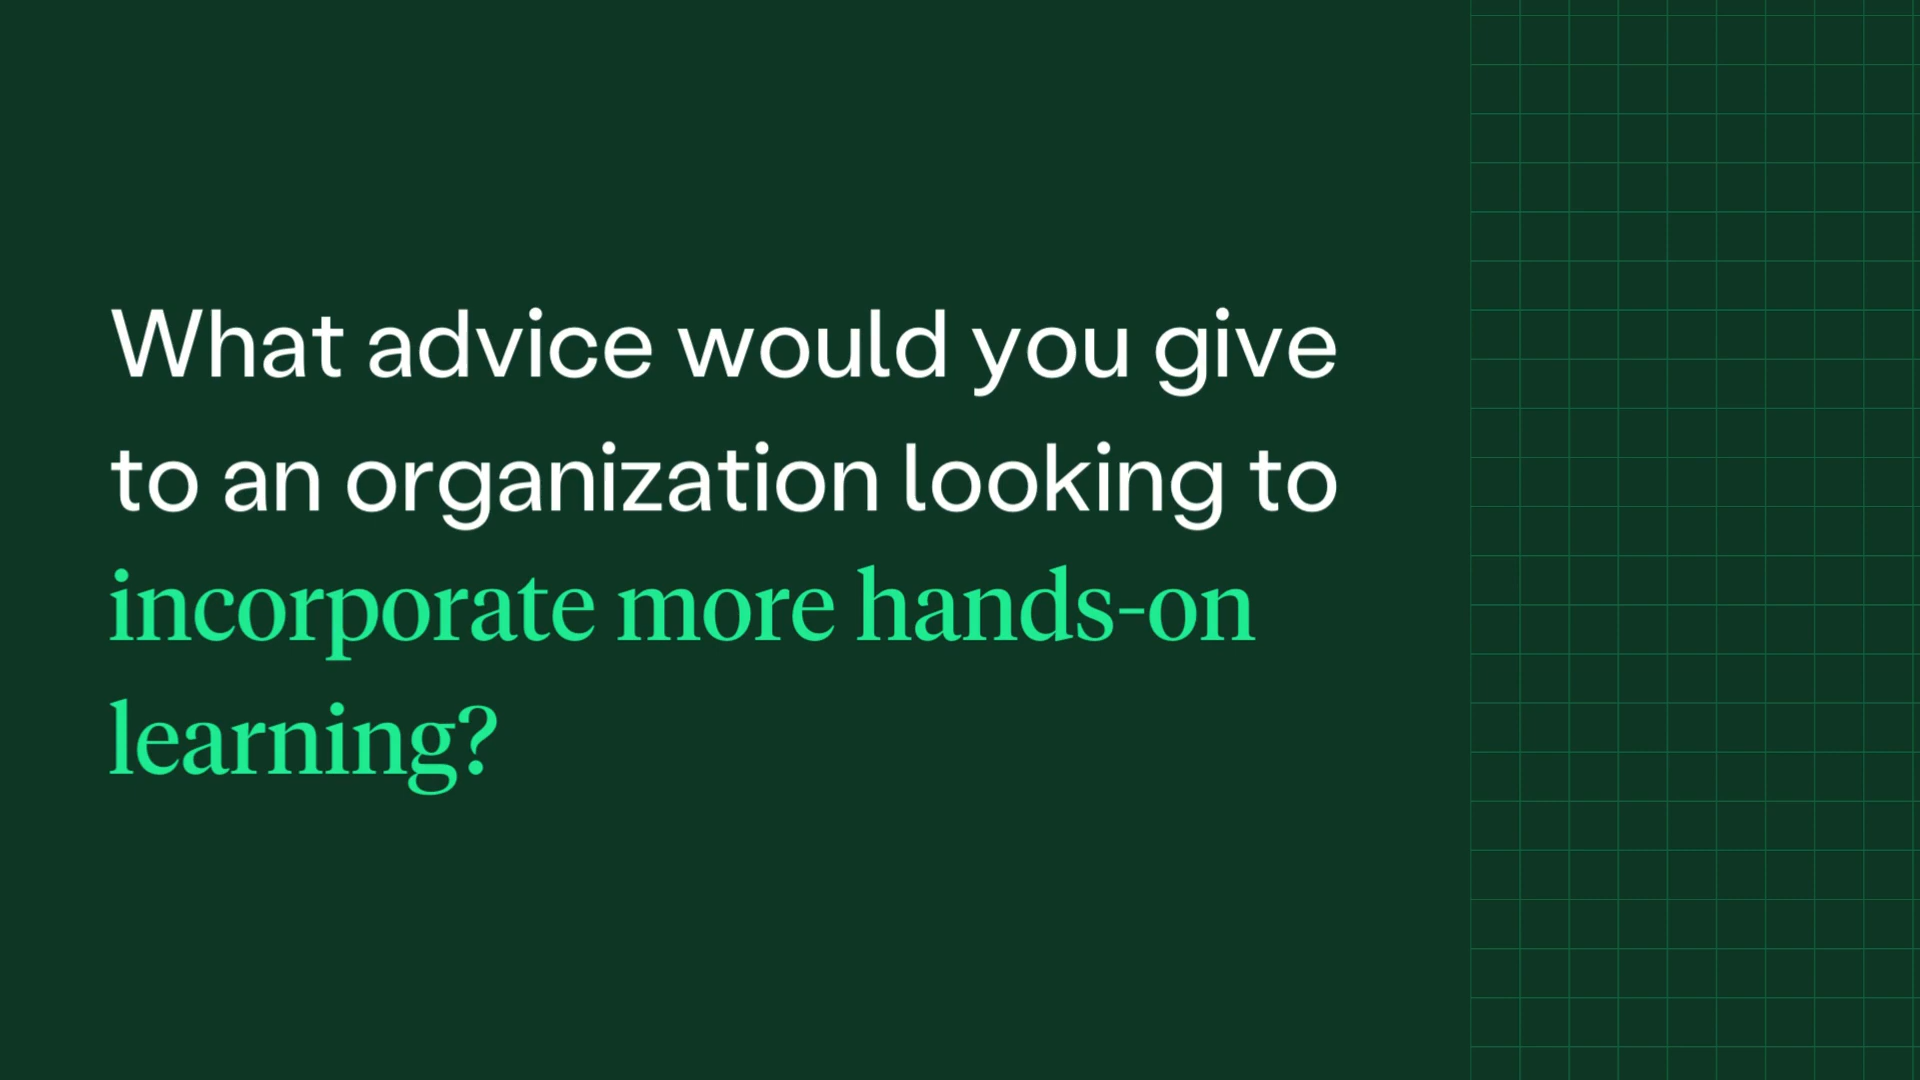 What advice would you give
to an organization looking to
incorporate more hands-on
learning?